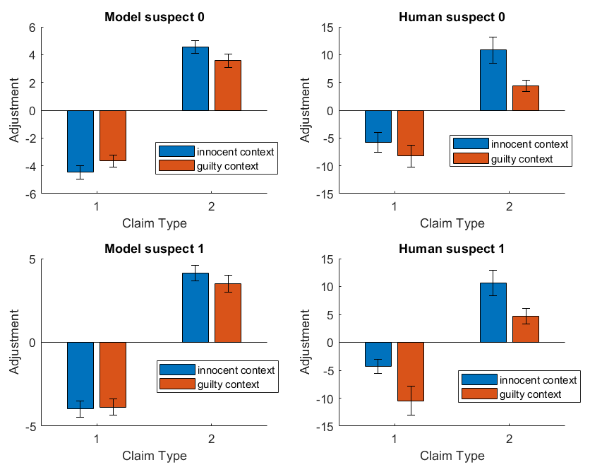 Model suspect 0
6
4
2
0
-2
-4
-6
Adjustment
innocent context
guilty context
1 2
Claim Type
Human suspect 0
15
10
5
0
-5
-10
-15
Adjustment
innocent context
guilty context
1 2
Claim Type
Model suspect 1
5
0
-5
Adjustment
innocent context
guilty context
1 2
Claim Type
Human suspect 1
15
10
5
0
-5
-10
-15
Adjustment
innocent context
guilty context
1 2
Claim Type